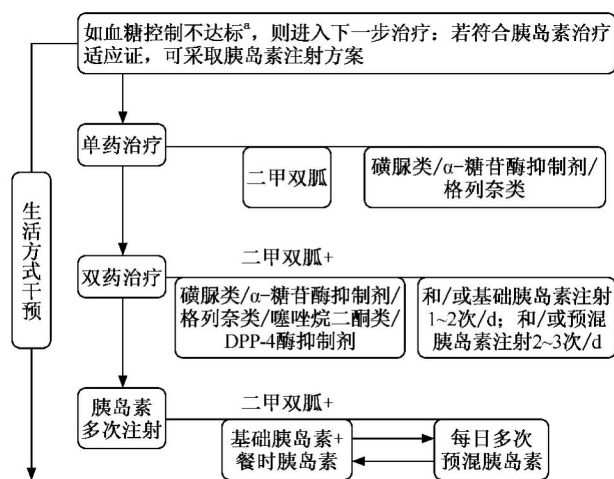 如血糖控制不达标a，则进入下一步治疗：若符合胰岛素治疗
适应证，可采取胰岛素注射方案
单药治疗
二甲双胍
磺脲类/α-糖苷酶抑制剂/
格列奈类
生活方式干预
二甲双胍+
双药治疗
磺脲类/α-糖苷酶抑制剂/
格列奈类/噻唑烷二酮类/
DPP-4酶抑制剂
和/或基础胰岛素注射
1~2次/d；和/或预混
胰岛素注射2~3次/d
胰岛素
多次注射
二甲双胍+
基础胰岛素+
餐时胰岛素
每日多次
预混胰岛素